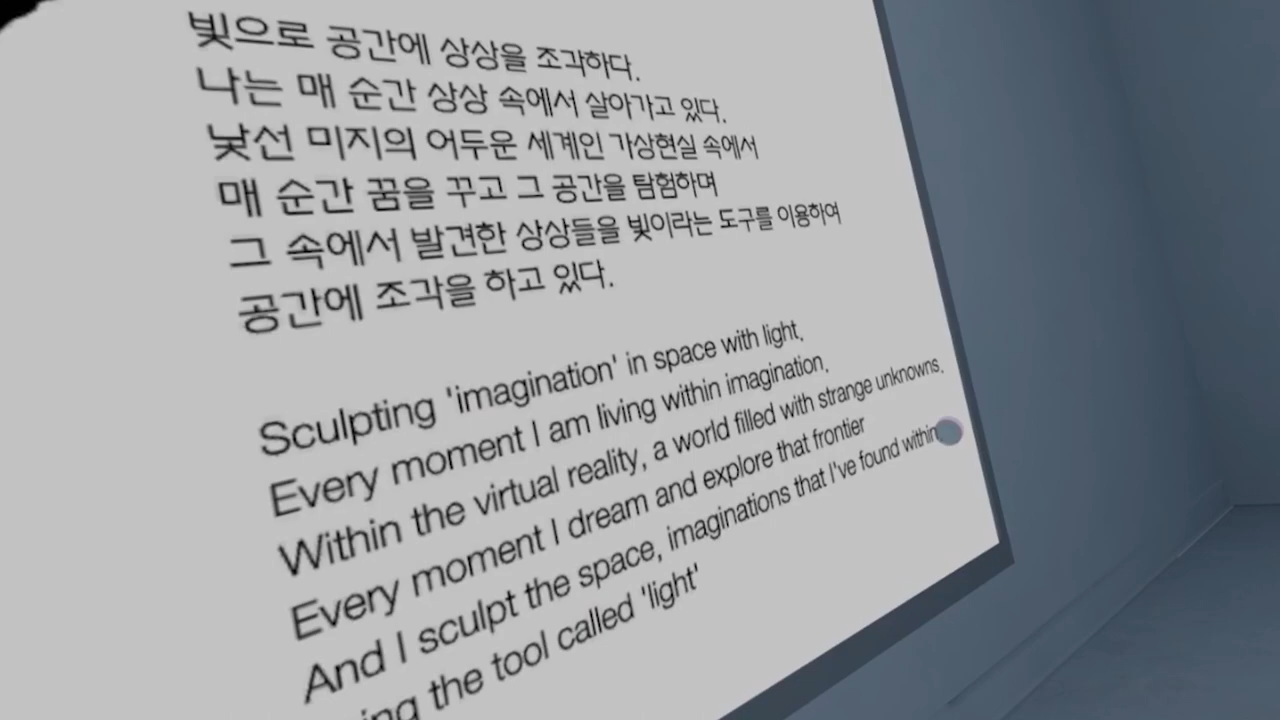 빛으로 공간에 상상을 조각하다.
나는 매 순간 상상 속에서 살아가고 있다.
낯선 미지의 어두운 세계인 가상현실 속에서
매 순간 꿈을 꾸고 그 공간을 탐험하며
그 속에서 발견한 상상들을 빛이라는 도구를 이용하여
공간에 조각을 하고 있다.
Sculpting 'imagination' in space with light.
Every moment I am living within imagination.
Within the virtual reality, a world filled with strange unknowns.
Every moment I dream and explore that frontier
And I sculpt the space, imaginations that I've found within
the tool called 'light'